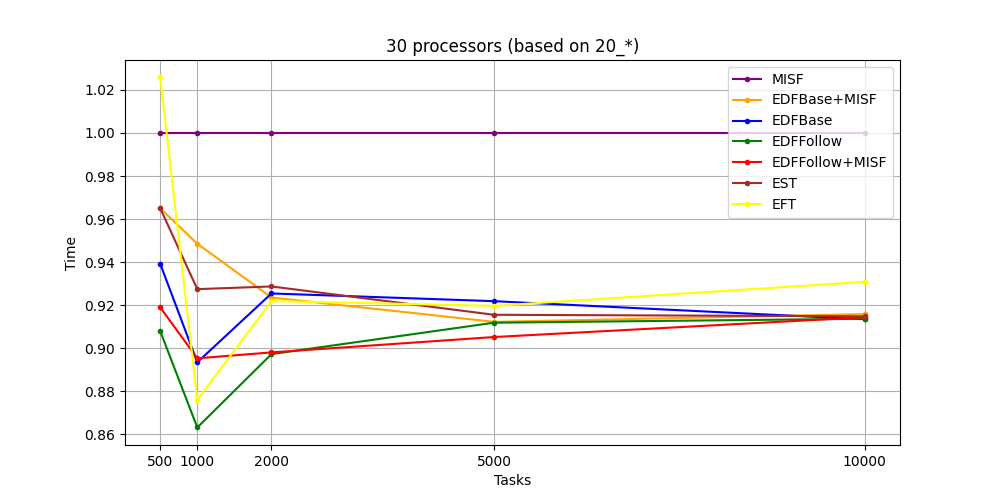 30 processors (based on 20_*)
Time
1.02
1.00
0.98
0.96
0.94
0.92
0.90
0.88
0.86
MISF
EDFBase+MISF
EDFBase
EDFFollow
EDFFollow+MISF
EST
EFT
500 1000 2000 5000 10000
Tasks